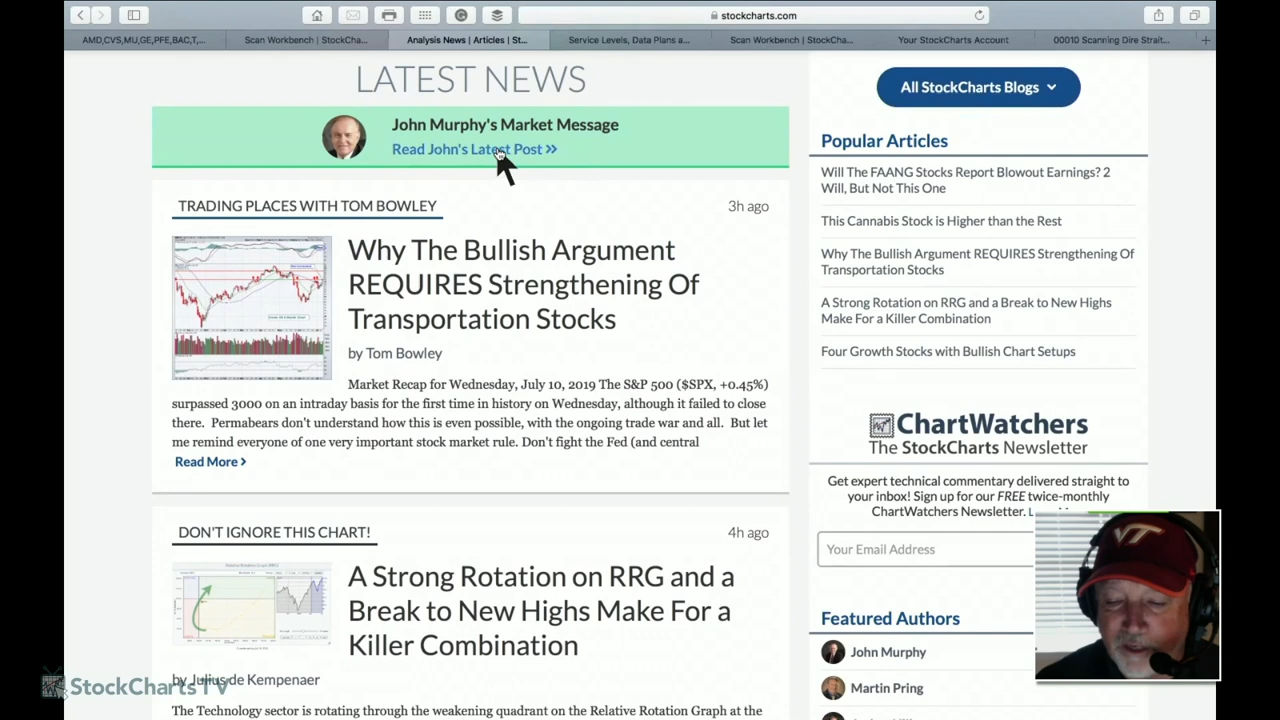 stockcharts.com
AMD,CVS,MU,GE,PFE,BAC,T,...
Scan Workbench | StockCha...
Analysis News | Articles | St...
Service Levels, Data Plans a...
Scan Workbench | StockCha...
Your StockCharts Account
00010 Scanning Dire Strait...
LATEST NEWS
John Murphy's Market Message
Read John's Latest Post »
TRADING PLACES WITH TOM BOWLEY
3h ago
Why The Bullish Argument
REQUIRES Strengthening Of
Transportation Stocks
by Tom Bowley
Market Recap for Wednesday, July 10, 2019 The S&P 500 ($SPX, +0.45%)
surpassed 3000 on an intraday basis for the first time in history on Wednesday, although it failed to close
there. Permabears don't understand how this is even possible, with the ongoing trade war and all. But let
me remind everyone of one very important stock market rule. Don't fight the Fed (and central
Read More >
DON'T IGNORE THIS CHART!
4h ago
A Strong Rotation on RRG and a
Break to New Highs Make For a
Killer Combination
by Julius de Kempenaer
The Technology sector is rotating through the weakening quadrant on the Relative Rotation Graph at the
All StockCharts Blogs
Popular Articles
Will The FAANG Stocks Report Blowout Earnings? 2
Will, But Not This One
This Cannabis Stock is Higher than the Rest
Why The Bullish Argument REQUIRES Strengthening Of
Transportation Stocks
A Strong Rotation on RRG and a Break to New Highs
Make For a Killer Combination
Four Growth Stocks with Bullish Chart Setups
ChartWatchers
The StockCharts Newsletter
Get expert technical commentary delivered straight to
your inbox! Sign up for our FREE twice-monthly
ChartWatchers Newsletter.
Your Email Address
Featured Authors
John Murphy
Martin Pring
VT
StockChartsTV